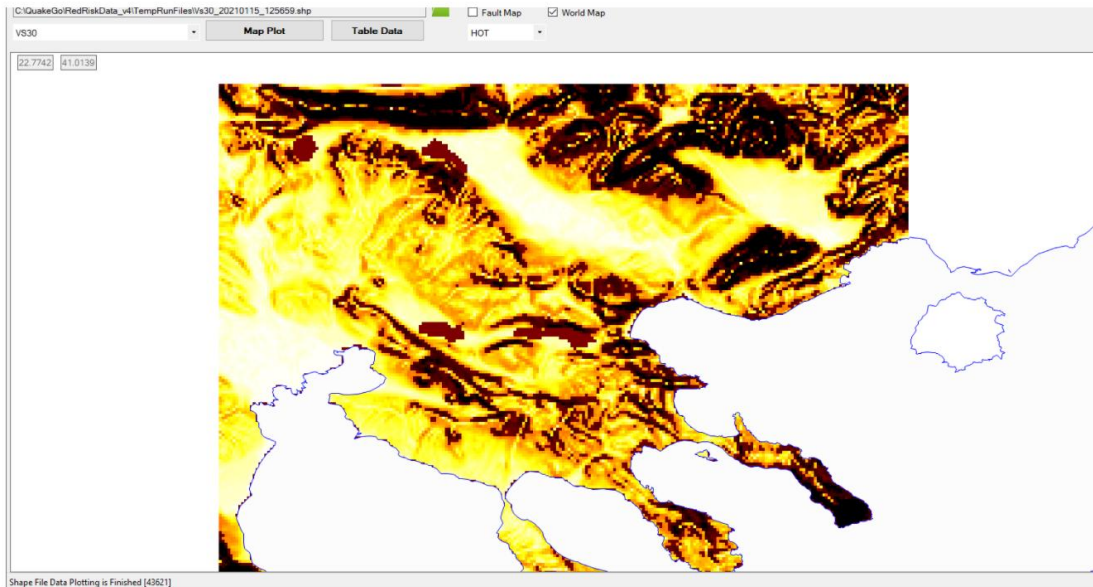 C:\QuakeGo\RedRiskData_v4\TempRunFiles\Vs30_20210115_125659.shp
Fault Map
World Map
VS30
Map Plot
Table Data
HOT
22.7742
41.0139
Shape File Data Plotting is Finished [43621]